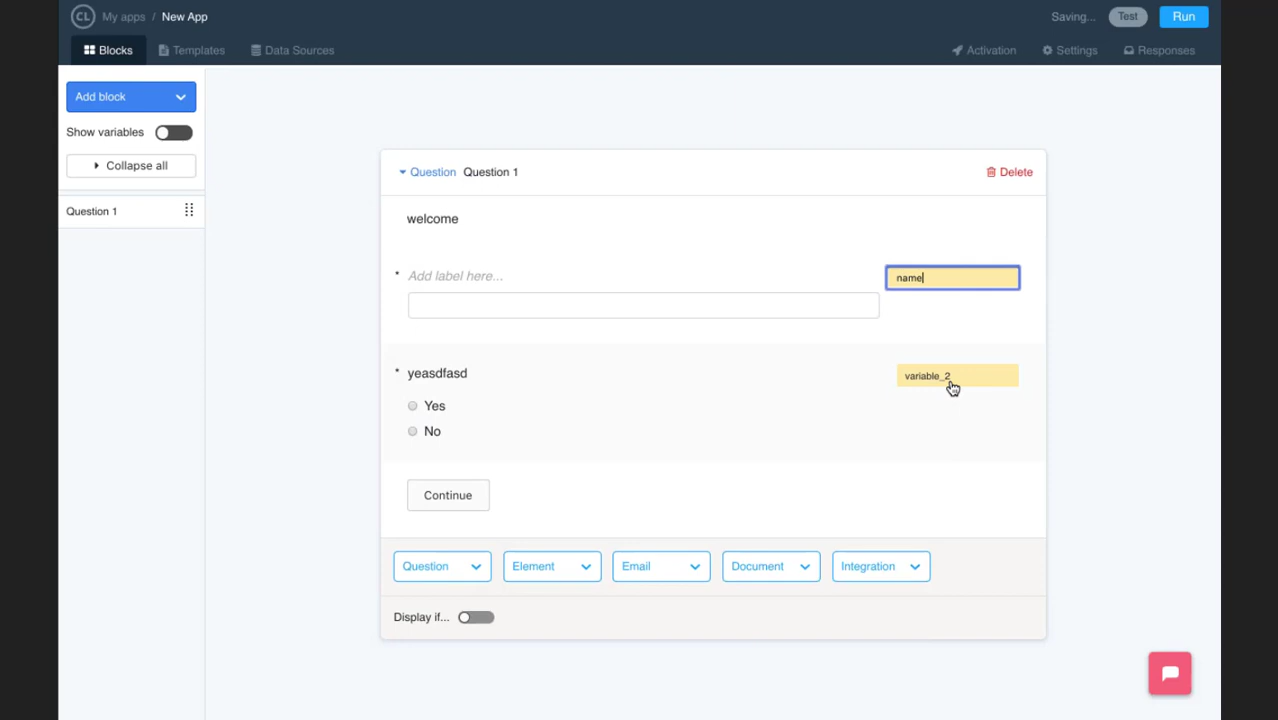 CL My apps / New App Saving... Test Run
Blocks Templates Data Sources Activation Settings Responses
Add block
Show variables
Collapse all
Question 1
Question Question 1 Delete
welcome
* Add label here... name
* yeasdfasd variable_2
Yes
No
Continue
Question Element Email Document Integration
Display if...